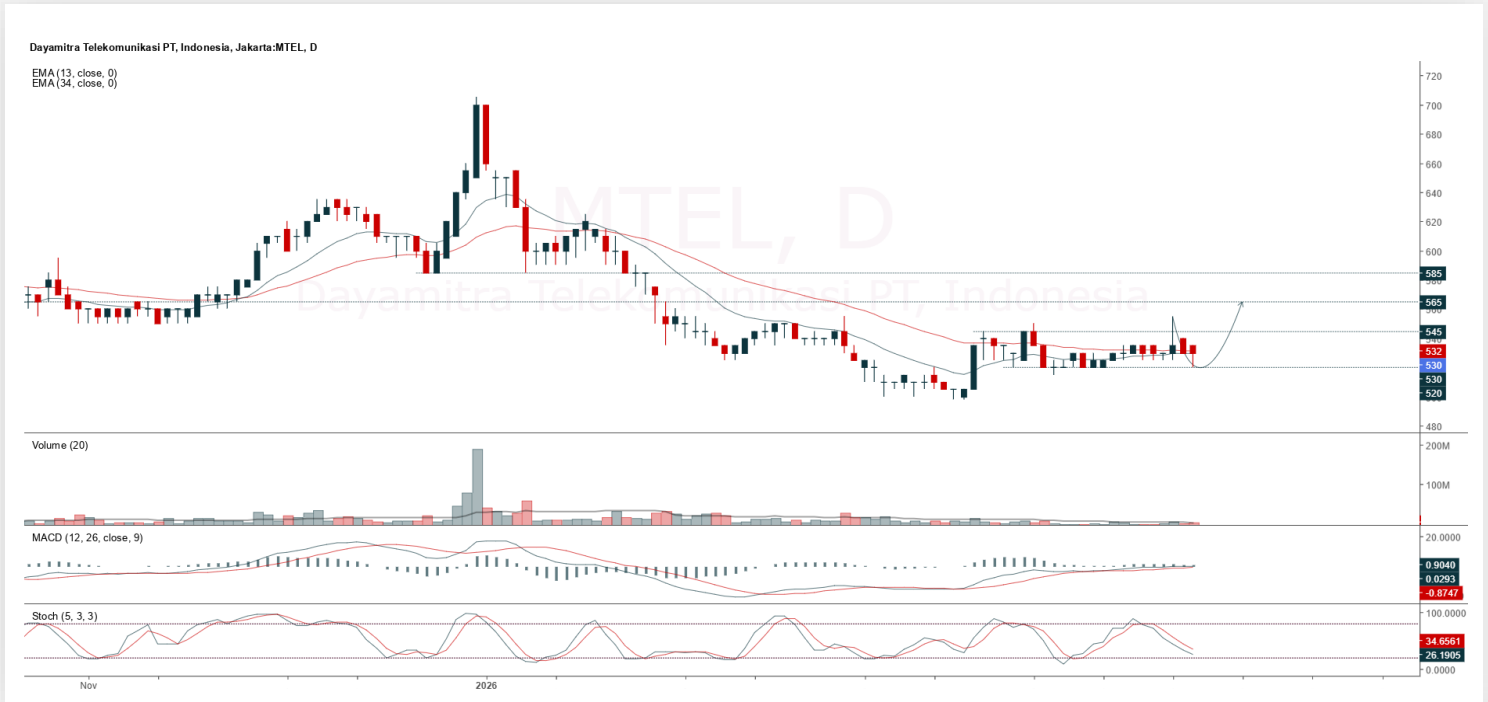 Dayamitra Telekomunikasi PT, Indonesia, Jakarta:MTEL, D
EMA (13, close, 0)
EMA (34, close, 0)
MTEL, D
Dayamitra Telekomunikasi PT, Indonesia
720
700
680
660
640
620
600
585
565
545
532
530
530
520
480
Volume (20)
200M
100M
MACD (12, 26, close, 9)
20.0000
0.9040
0.0293
-0.8747
Stoch (5, 3, 3)
100.0000
34.6561
26.1905
0.0000
Nov
2026